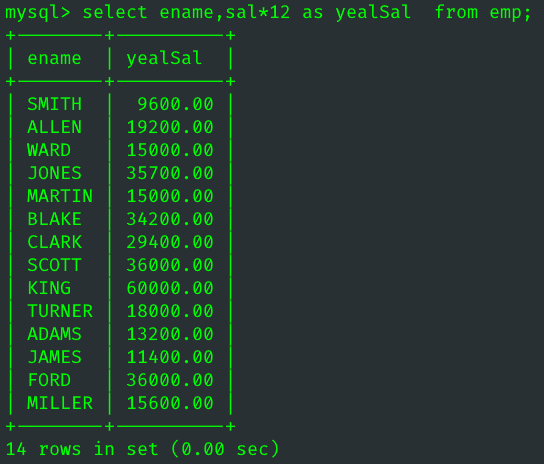 mysql> select ename,sal*12 as yealSal  from emp;
+--------+----------+
| ename  | yealSal  |
+--------+----------+
| SMITH  |  9600.00 |
| ALLEN  | 19200.00 |
| WARD   | 15000.00 |
| JONES  | 35700.00 |
| MARTIN | 15000.00 |
| BLAKE  | 34200.00 |
| CLARK  | 29400.00 |
| SCOTT  | 36000.00 |
| KING   | 60000.00 |
| TURNER | 18000.00 |
| ADAMS  | 13200.00 |
| JAMES  | 11400.00 |
| FORD   | 36000.00 |
| MILLER | 15600.00 |
+--------+----------+
14 rows in set (0.00 sec)